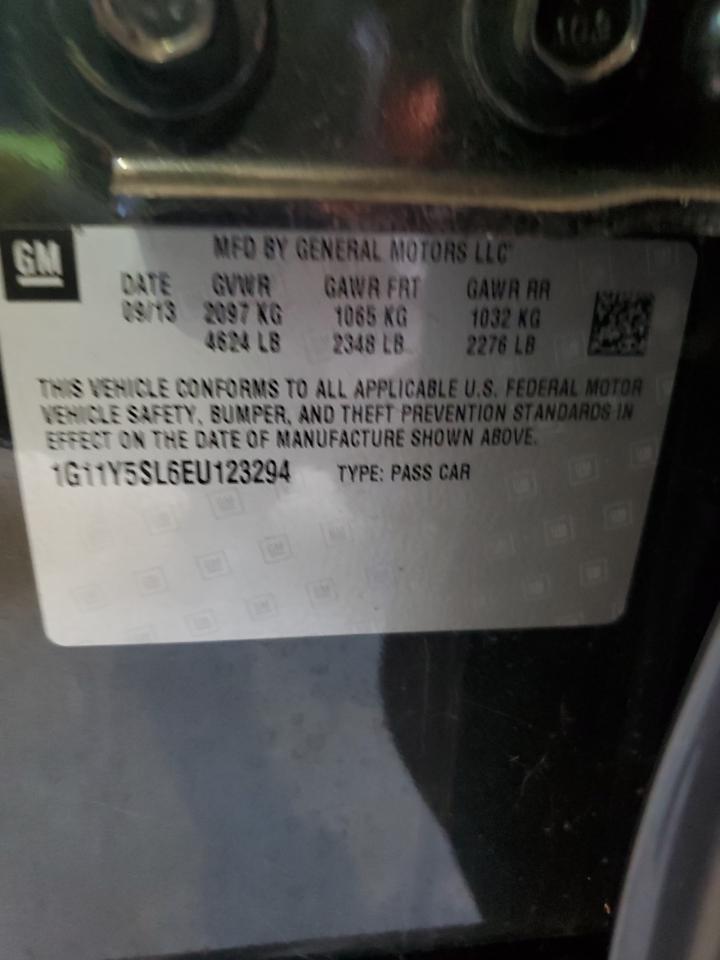 10.9
GM
MFD BY GENERAL MOTORS LLC
DATE GVWR GAWR FRT GAWR RR
09/13 2097 KG 1065 KG 1032 KG
4624 LB 2348 LB 2276 LB
THIS VEHICLE CONFORMS TO ALL APPLICABLE U.S. FEDERAL MOTOR
VEHICLE SAFETY, BUMPER, AND THEFT PREVENTION STANDARDS IN
EFFECT ON THE DATE OF MANUFACTURE SHOWN ABOVE.
1G11Y5SL6EU123294 TYPE: PASS CAR